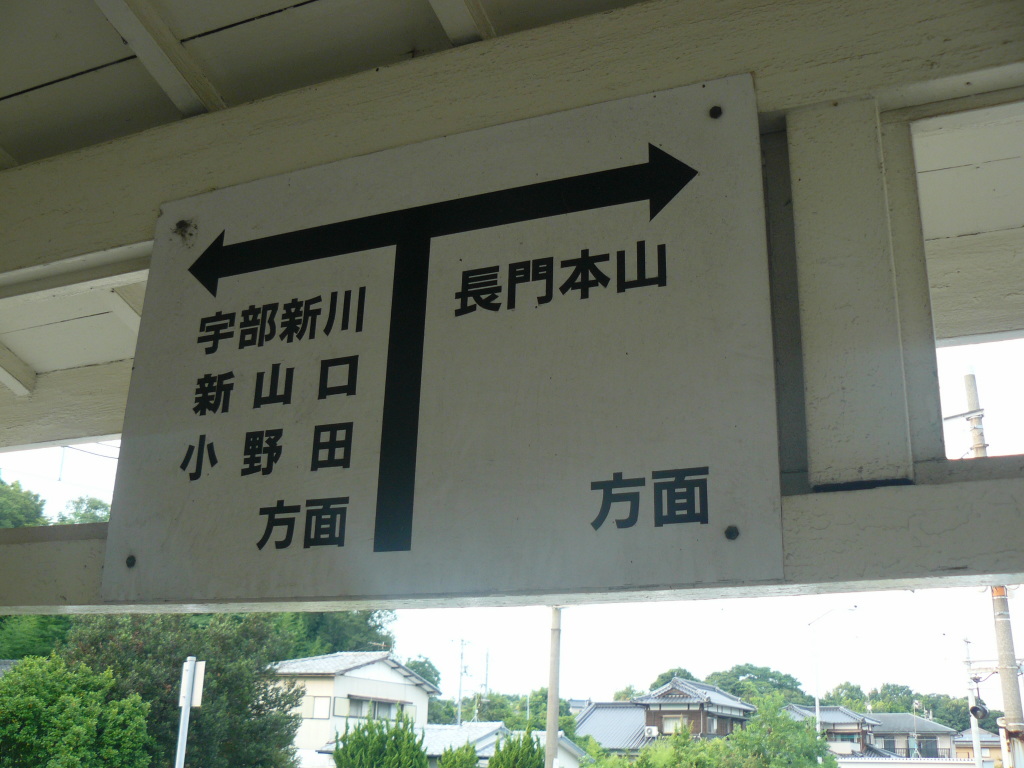 宇部新川
新山口
小野田
方面
長門本山
方面